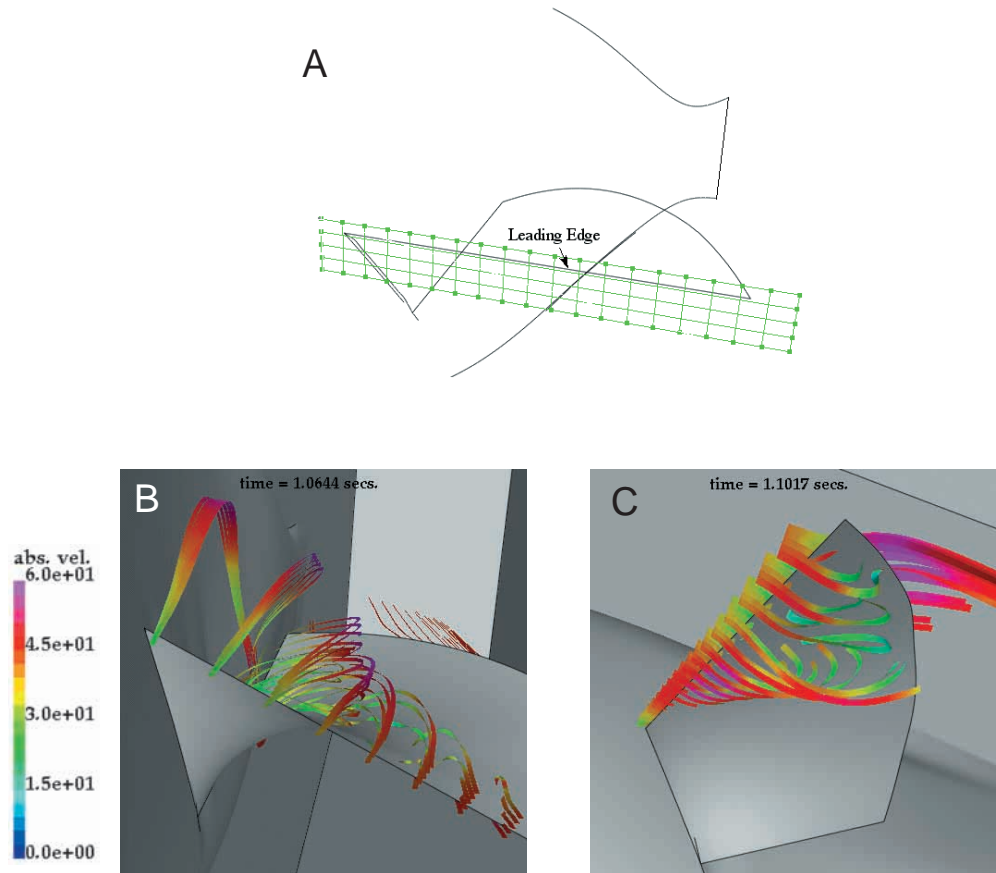 A
Leading Edge
B
time = 1.0644 secs.
C
time = 1.1017 secs.
abs. vel.
6.0e+01
4.5e+01
3.0e+01
1.5e+01
0.0e+00